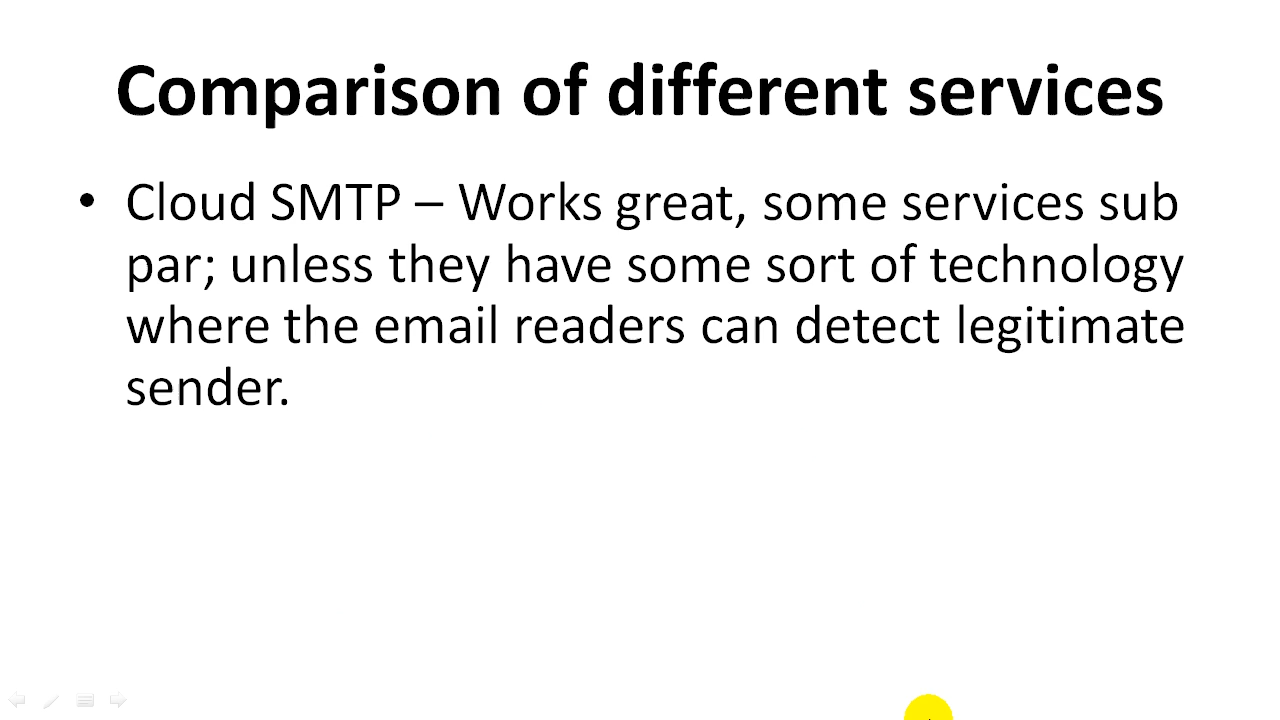 Comparison of different services
• Cloud SMTP – Works great, some services sub
par; unless they have some sort of technology
where the email readers can detect legitimate
sender.